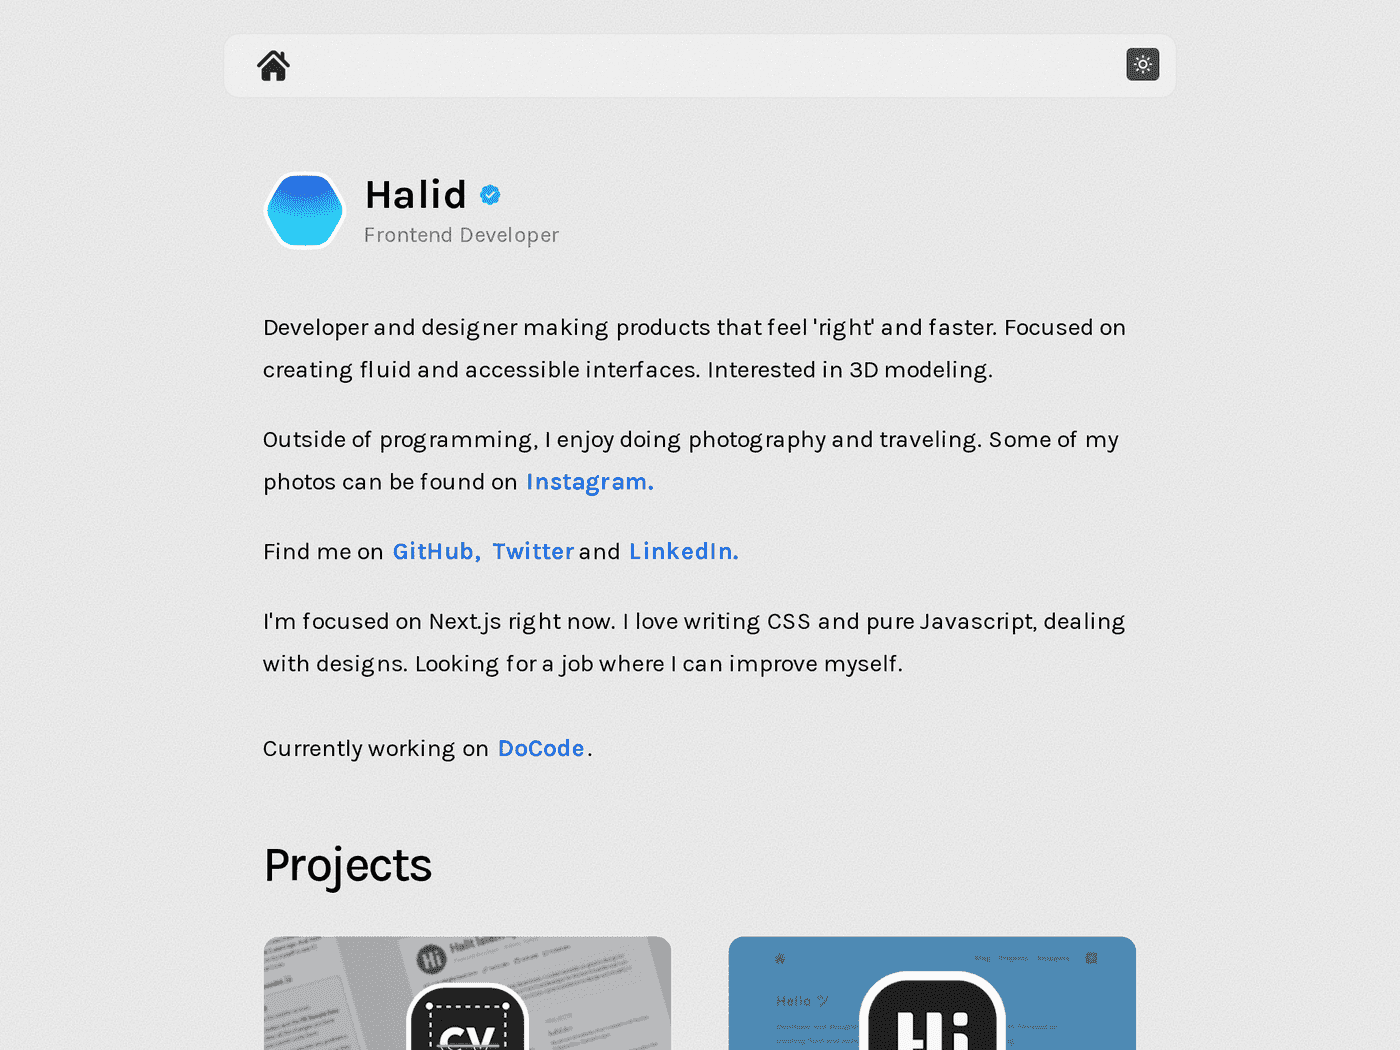 Halid
Frontend Developer
Developer and designer making products that feel 'right' and faster. Focused on
creating fluid and accessible interfaces. Interested in 3D modeling.
Outside of programming, I enjoy doing photography and traveling. Some of my
photos can be found on Instagram.
Find me on GitHub, Twitter and LinkedIn.
I'm focused on Next.js right now. I love writing CSS and pure Javascript, dealing
with designs. Looking for a job where I can improve myself.
Currently working on DoCode.
Projects
Hi
CV
Blog Projects
Hello ツ
Hi